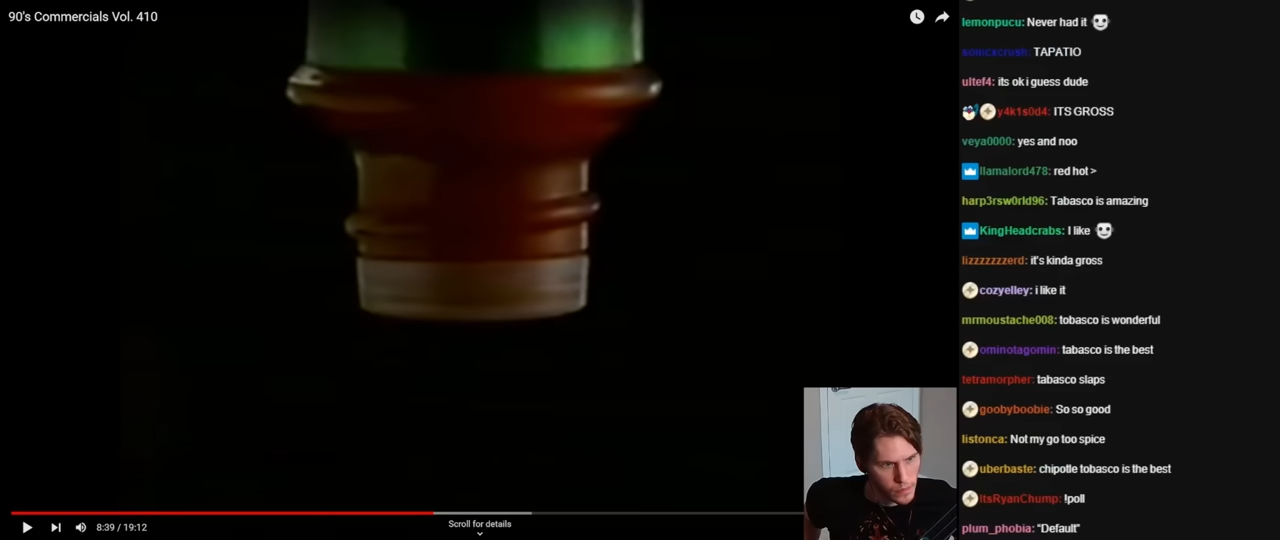 90's Commercials Vol. 410
lemonpucu: Never had it
sonicxcrush: TAPATIO
ultef4: its ok i guess dude
y4k1s0d4: ITS GROSS
veya0000: yes and noo
llamalord478: red hot >
harp3rsw0rld96: Tabasco is amazing
KingHeadcrabs: I like
lizzzzzzzerd: it's kinda gross
cozyelley: i like it
mrmoustache008: tobasco is wonderful
ominotagomin: tabasco is the best
tetramorpher: tabasco slaps
goobyboobie: So so good
listonca: Not my go too spice
uberbaste: chipotle tobasco is the best
ItsRyanChump: !poll
plum_phobia: "Default"
8:39 / 19:12
Scroll for details